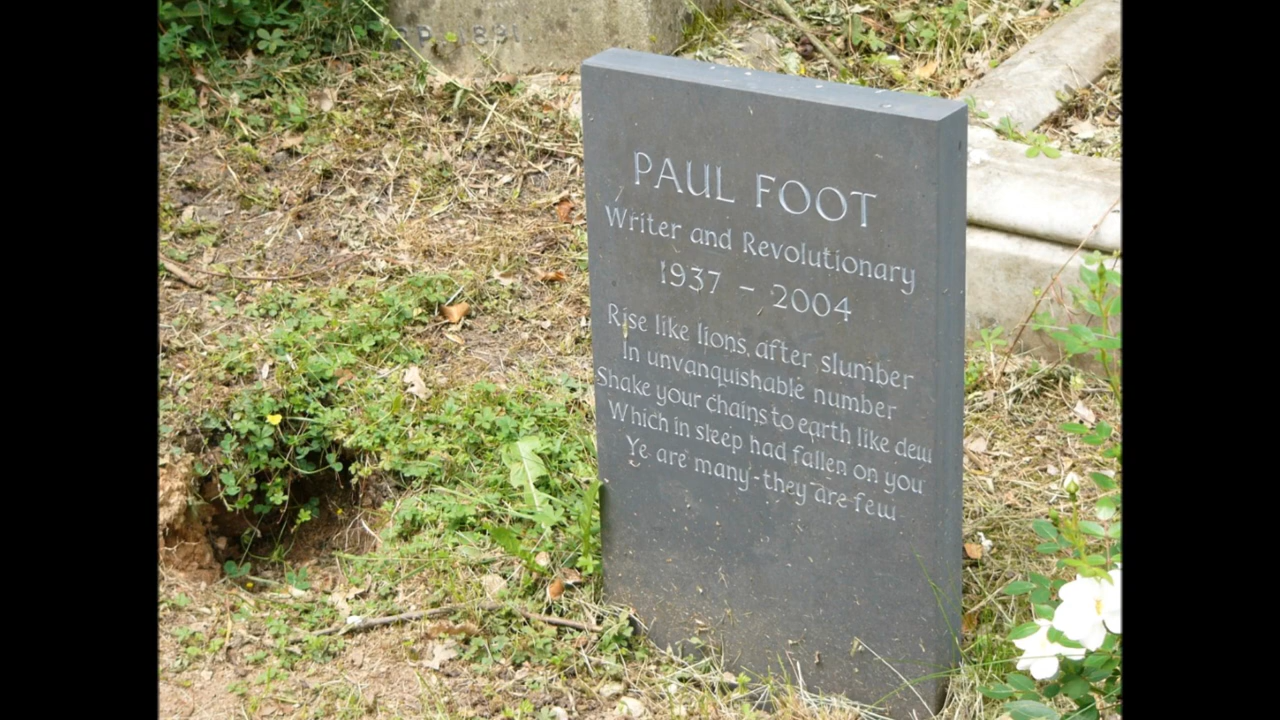 1891
PAUL FOOT
Writer and Revolutionary
1937 - 2004
Rise like lions, after slumber
In unvanquishable number
Shake your chains to earth like dew
Which in sleep had fallen on you
Ye are many - they are few